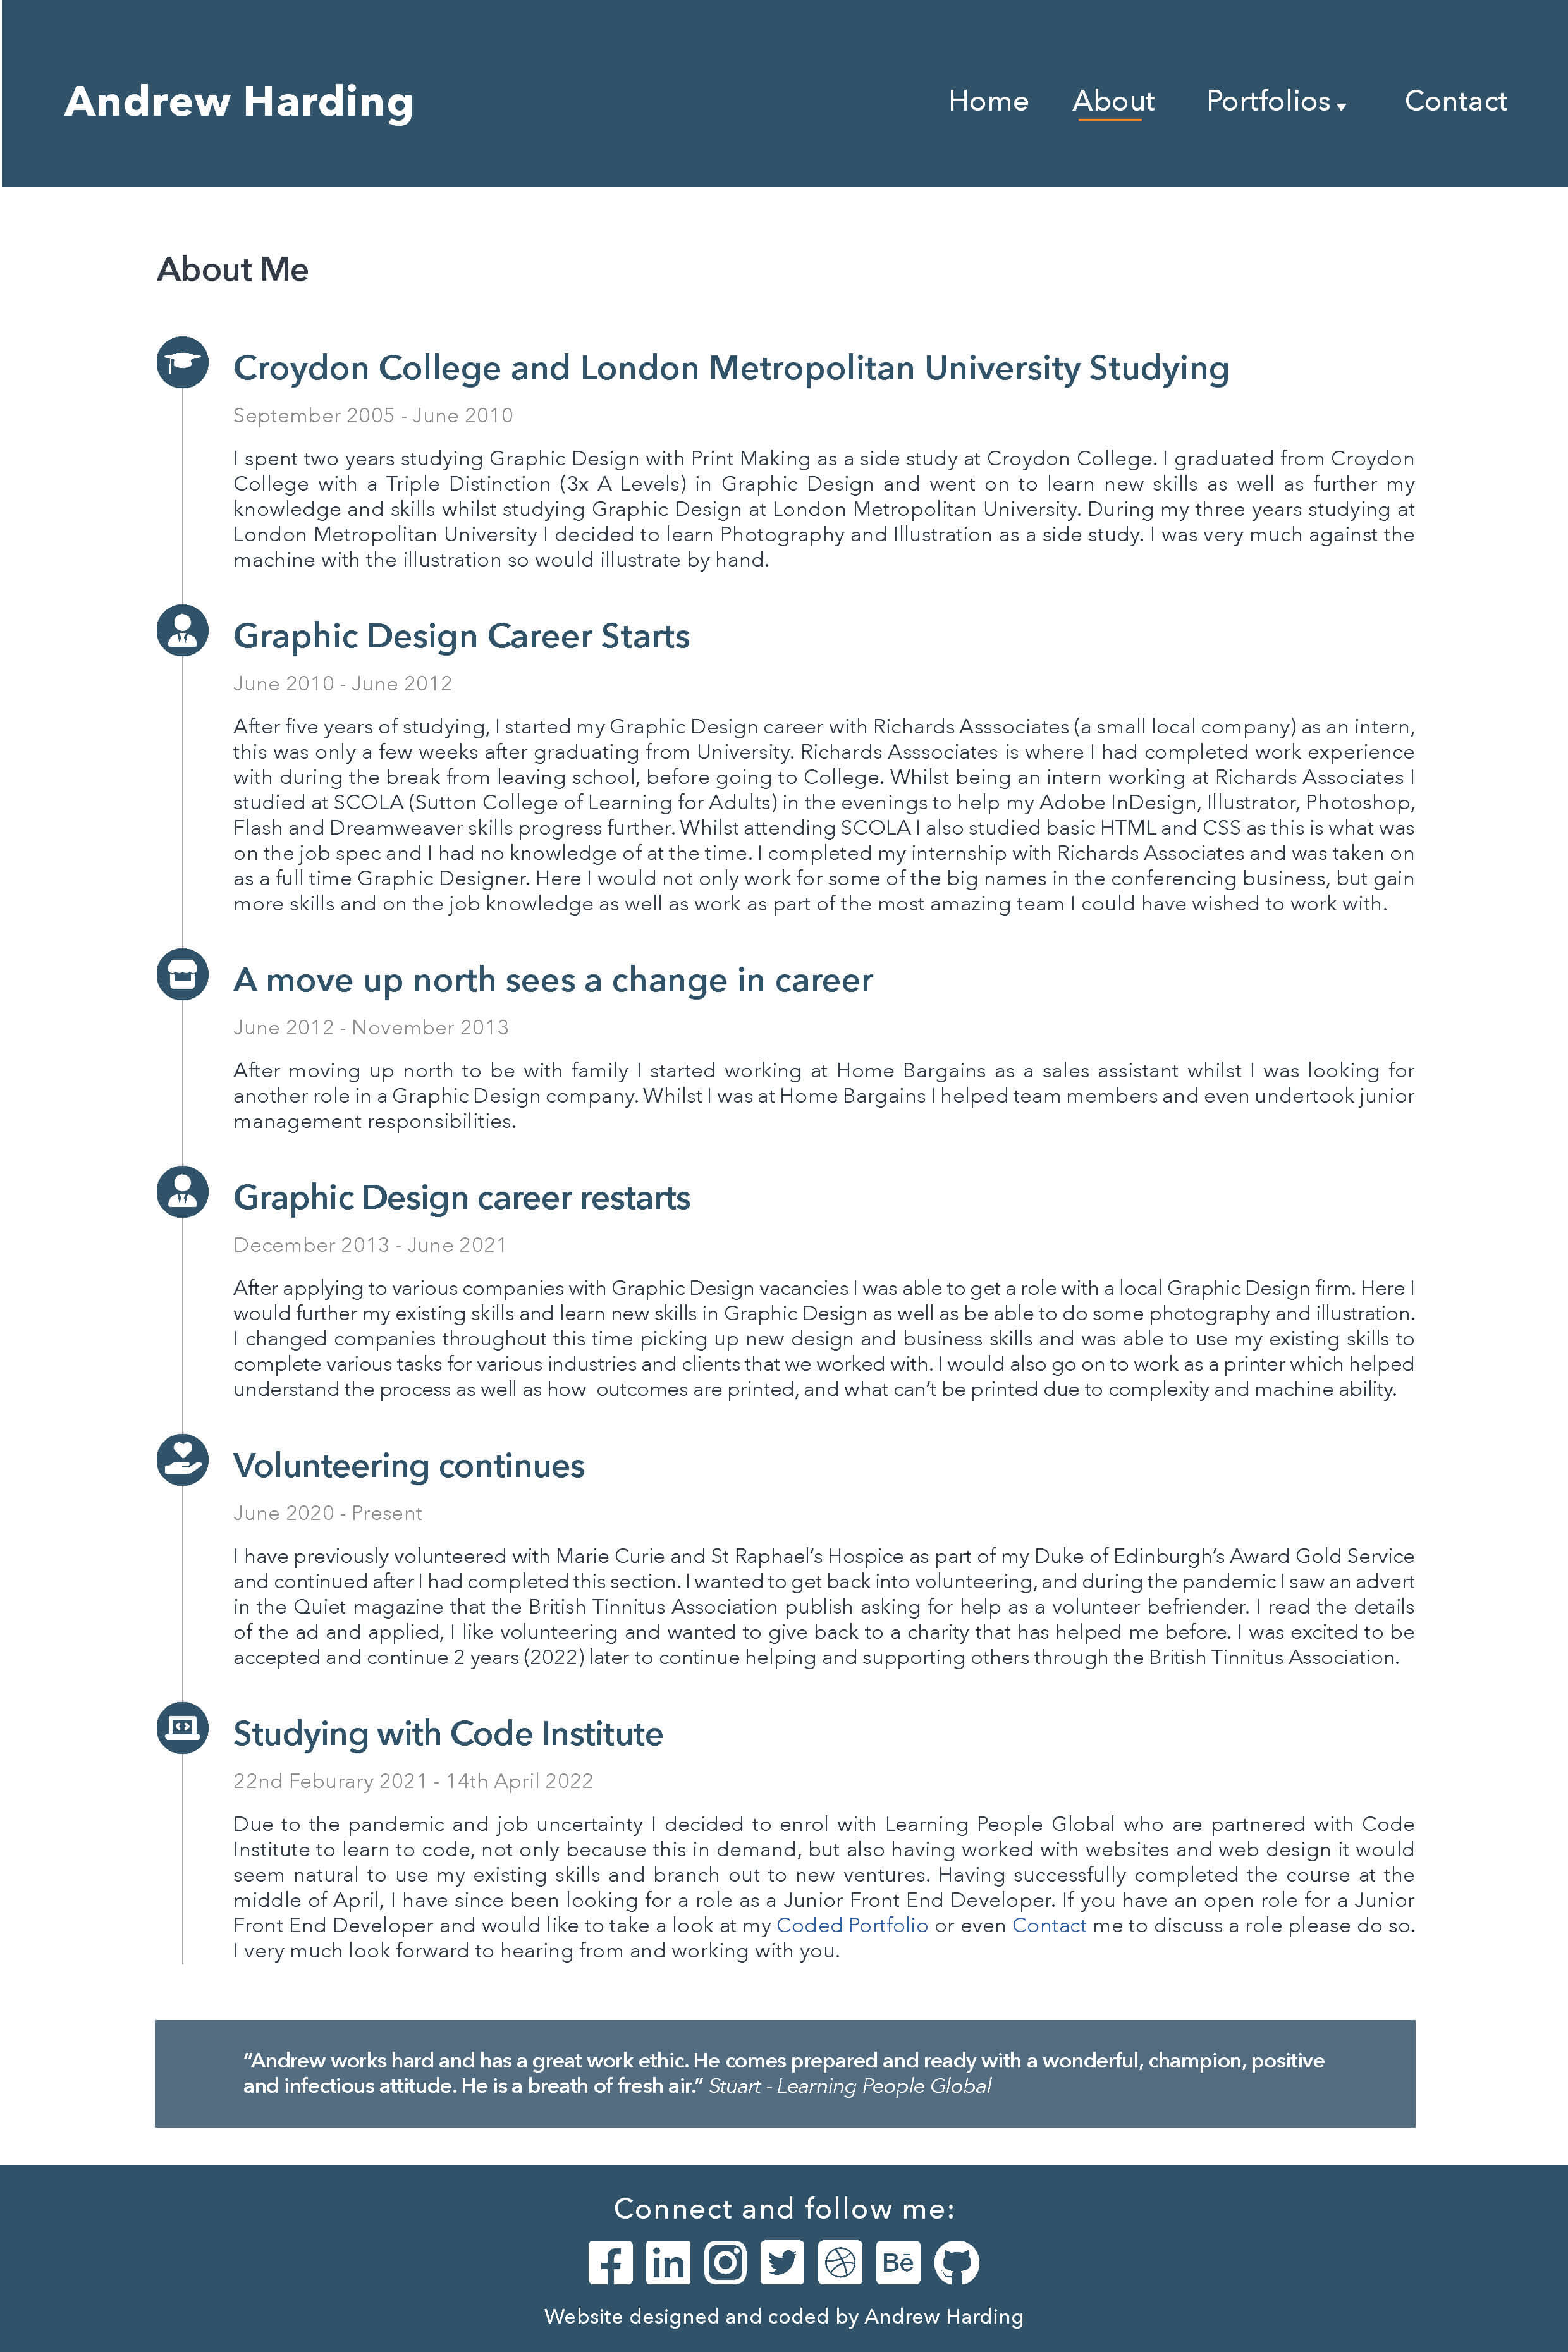 Andrew Harding
Home About Portfolios Contact
About Me
Croydon College and London Metropolitan University Studying
September 2005 - June 2010
I spent two years studying Graphic Design with Print Making as a side study at Croydon College. I graduated from Croydon
College with a Triple Distinction (3x A Levels) in Graphic Design and went on to learn new skills as well as further my
knowledge and skills whilst studying Graphic Design at London Metropolitan University. During my three years studying at
London Metropolitan University I decided to learn Photography and Illustration as a side study. I was very much against the
machine with the illustration so would illustrate by hand.
Graphic Design Career Starts
June 2010 - June 2012
After five years of studying, I started my Graphic Design career with Richards Asssociates (a small local company) as an intern,
this was only a few weeks after graduating from University. Richards Asssociates is where I had completed work experience
with during the break from leaving school, before going to College. Whilst being an intern working at Richards Associates I
studied at SCOLA (Sutton College of Learning for Adults) in the evenings to help my Adobe InDesign, Illustrator, Photoshop,
Flash and Dreamweaver skills progress further. Whilst attending SCOLA I also studied basic HTML and CSS as this is what was
on the job spec and I had no knowledge of at the time. I completed my internship with Richards Associates and was taken on
as a full time Graphic Designer. Here I would not only work for some of the big names in the conferencing business, but gain
more skills and on the job knowledge as well as work as part of the most amazing team I could have wished to work with.
A move up north sees a change in career
June 2012 - November 2013
After moving up north to be with family I started working at Home Bargains as a sales assistant whilst I was looking for
another role in a Graphic Design company. Whilst I was at Home Bargains I helped team members and even undertook junior
management responsibilities.
Graphic Design career restarts
December 2013 - June 2021
After applying to various companies with Graphic Design vacancies I was able to get a role with a local Graphic Design firm. Here I
would further my existing skills and learn new skills in Graphic Design as well as be able to do some photography and illustration.
I changed companies throughout this time picking up new design and business skills and was able to use my existing skills to
complete various tasks for various industries and clients that we worked with. I would also go on to work as a printer which helped
understand the process as well as how  outcomes are printed, and what can’t be printed due to complexity and machine ability.
Volunteering continues
June 2020 - Present
I have previously volunteered with Marie Curie and St Raphael’s Hospice as part of my Duke of Edinburgh’s Award Gold Service
and continued after I had completed this section. I wanted to get back into volunteering, and during the pandemic I saw an advert
in the Quiet magazine that the British Tinnitus Association publish asking for help as a volunteer befriender. I read the details
of the ad and applied, I like volunteering and wanted to give back to a charity that has helped me before. I was excited to be
accepted and continue 2 years (2022) later to continue helping and supporting others through the British Tinnitus Association.
Studying with Code Institute
22nd Feburary 2021 - 14th April 2022
Due to the pandemic and job uncertainty I decided to enrol with Learning People Global who are partnered with Code
Institute to learn to code, not only because this in demand, but also having worked with websites and web design it would
seem natural to use my existing skills and branch out to new ventures. Having successfully completed the course at the
middle of April, I have since been looking for a role as a Junior Front End Developer. If you have an open role for a Junior
Front End Developer and would like to take a look at my Coded Portfolio or even Contact me to discuss a role please do so.
I very much look forward to hearing from and working with you.
“Andrew works hard and has a great work ethic. He comes prepared and ready with a wonderful, champion, positive
and infectious attitude. He is a breath of fresh air.” Stuart - Learning People Global
Connect and follow me:
in Bē
Website designed and coded by Andrew Harding